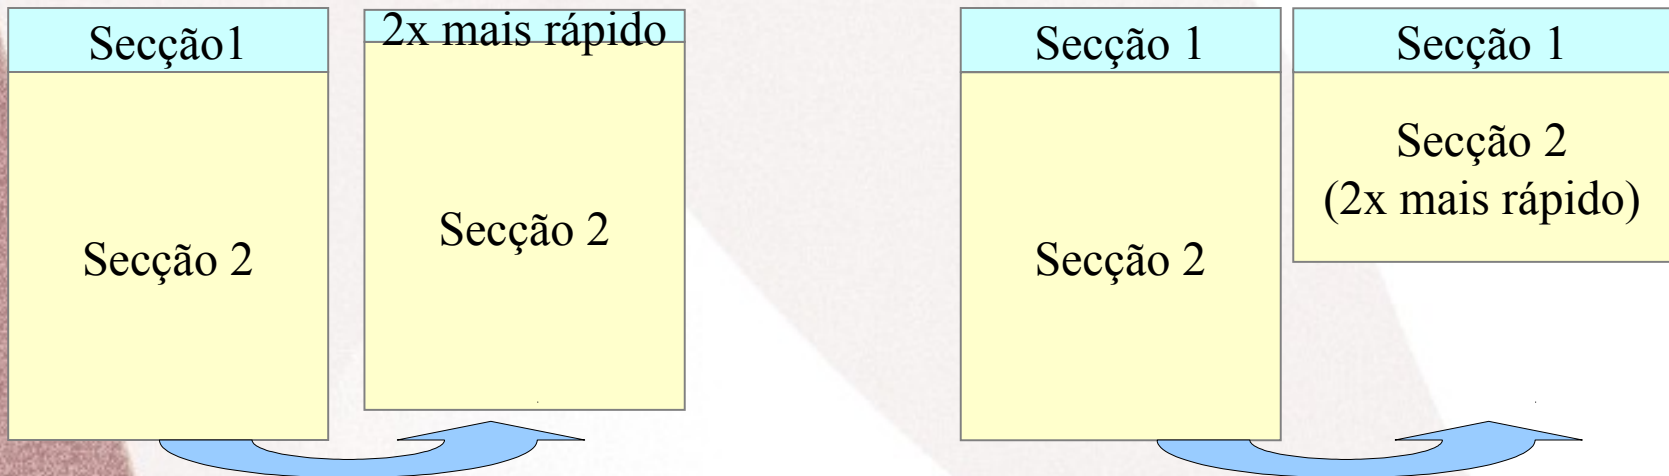 Secção1
Secção 2
2x mais rápido
Secção 2
Secção 1
Secção 2
Secção 1
Secção 2
(2x mais rápido)